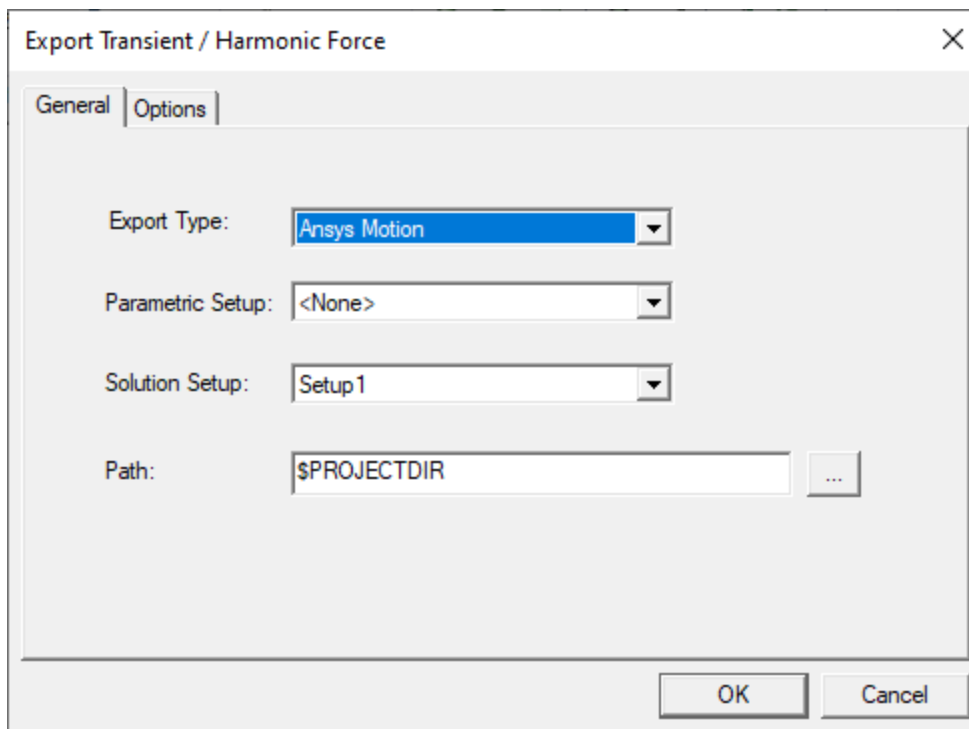 Export Transient / Harmonic Force
General Options
Export Type: Ansys Motion
Parametric Setup: <None>
Solution Setup: Setup1
Path: $PROJECTDIR ...
OK Cancel